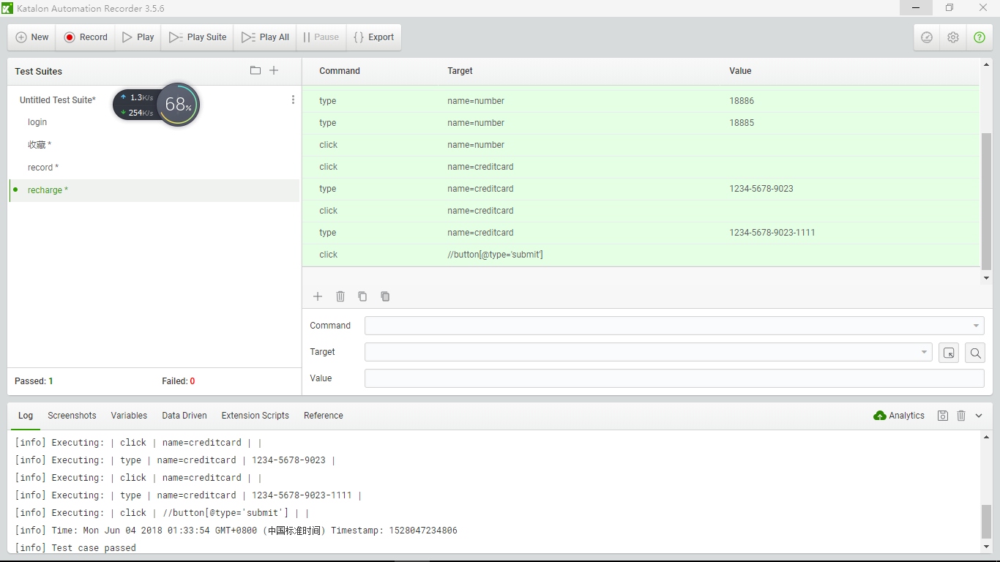 Katalon Automation Recorder 3.5.6
New Record Play Play Suite Play All Pause Export
Test Suites
Untitled Test Suite*
login
收藏 *
record *
recharge *
1.3K/s
254K/s
68%
Passed: 1 Failed: 0
Command Target Value
type name=number 18886
type name=number 18885
click name=number
click name=creditcard
type name=creditcard 1234-5678-9023
click name=creditcard
type name=creditcard 1234-5678-9023-1111
click //button[@type='submit']
Command
Target
Value
Log Screenshots Variables Data Driven Extension Scripts Reference Analytics
[info] Executing: | click | name=creditcard | |
[info] Executing: | type | name=creditcard | 1234-5678-9023 |
[info] Executing: | click | name=creditcard | |
[info] Executing: | type | name=creditcard | 1234-5678-9023-1111 |
[info] Executing: | click | //button[@type='submit'] | |
[info] Time: Mon Jun 04 2018 01:33:54 GMT+0800 (中国标准时间) Timestamp: 1528047234806
[info] Test case passed